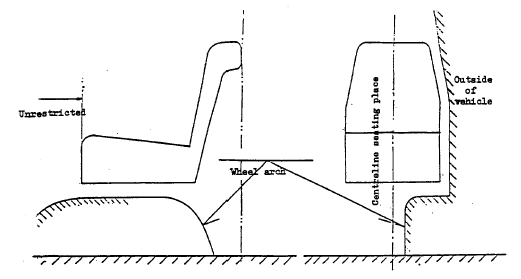 Unrestricted
Wheel arch
Centreline seating place
Outside
of
vehicle